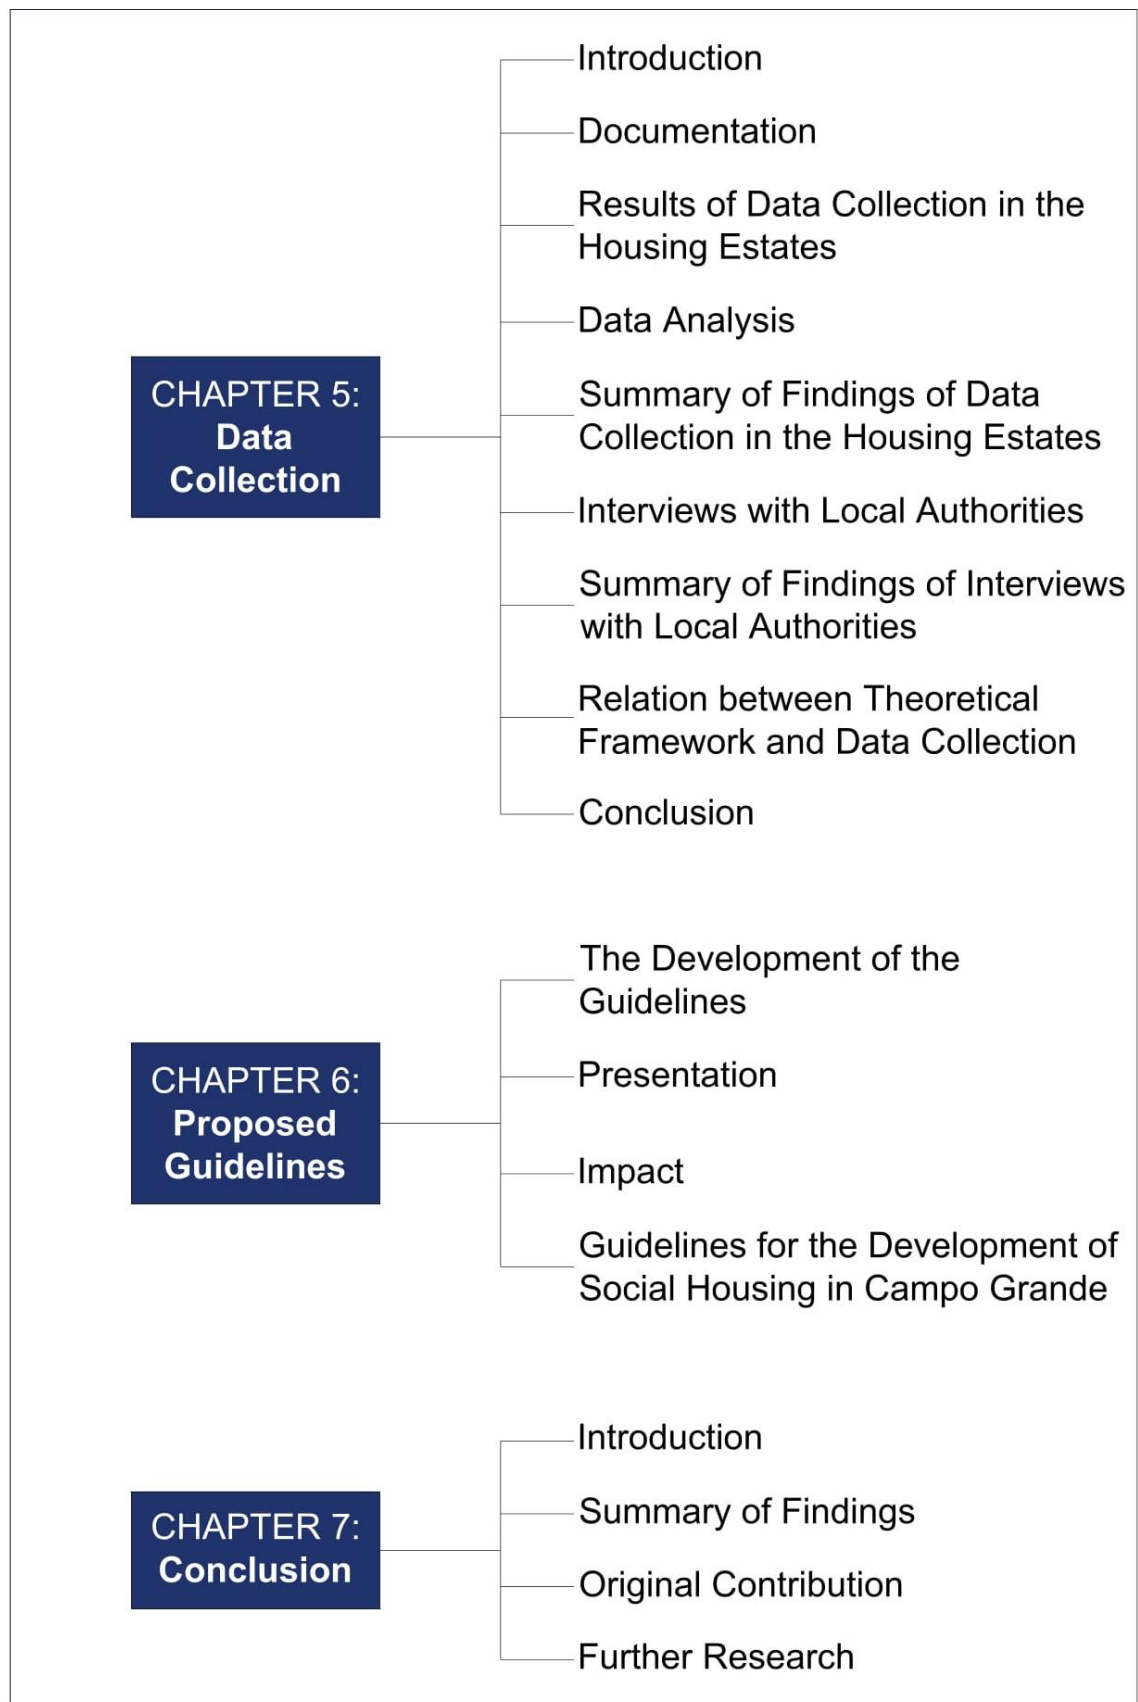 Introduction
Documentation
Results of Data Collection in the
Housing Estates
Data Analysis
CHAPTER 5:
Data
Collection
Summary of Findings of Data
Collection in the Housing Estates
Interviews with Local Authorities
Summary of Findings of Interviews
with Local Authorities
Relation between Theoretical
Framework and Data Collection
Conclusion
The Development of the
Guidelines
CHAPTER 6:
Proposed
Guidelines
Presentation
Impact
Guidelines for the Development of
Social Housing in Campo Grande
Introduction
CHAPTER 7:
Conclusion
Summary of Findings
Original Contribution
Further Research